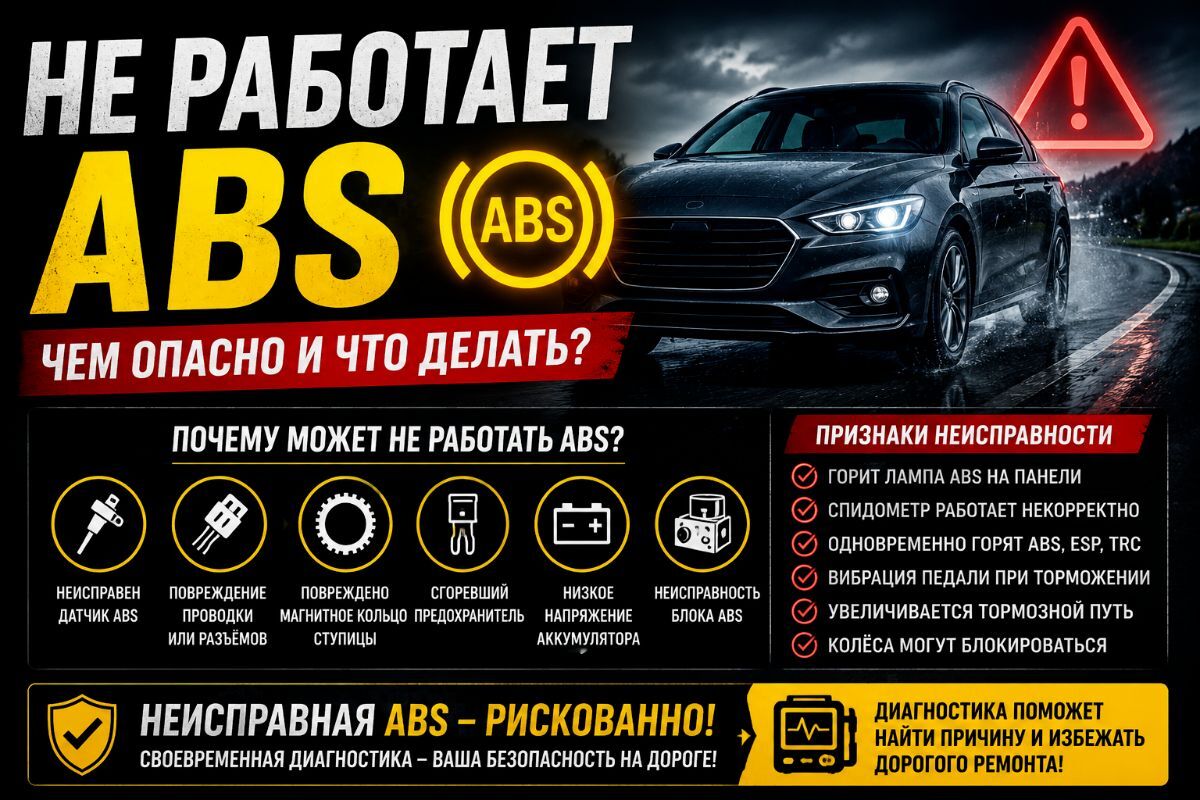 НЕ РАБОТАЕТ
ABS
(ABS)
ЧЕМ ОПАСНО И ЧТО ДЕЛАТЬ?
ПОЧЕМУ МОЖЕТ НЕ РАБОТАТЬ ABS?
НЕИСПРАВЕН
ДАТЧИК ABS
ПОВРЕЖДЕНИЕ
ПРОВОДКИ
ИЛИ РАЗЪЁМОВ
ПОВРЕЖДЕНО
МАГНИТНОЕ КОЛЬЦО
СТУПИЦЫ
СГОРЕВШИЙ
ПРЕДОХРАНИТЕЛЬ
НИЗКОЕ
НАПРЯЖЕНИЕ
АККУМУЛЯТОРА
НЕИСПРАВНОСТЬ
БЛОКА ABS
ПРИЗНАКИ НЕИСПРАВНОСТИ
ГОРИТ ЛАМПА ABS НА ПАНЕЛИ
СПИДОМЕТР РАБОТАЕТ НЕКОРРЕКТНО
ОДНОВРЕМЕННО ГОРЯТ ABS, ESP, TRC
ВИБРАЦИЯ ПЕДАЛИ ПРИ ТОРМОЖЕНИИ
УВЕЛИЧИВАЕТСЯ ТОРМОЗНОЙ ПУТЬ
КОЛЁСА МОГУТ БЛОКИРОВАТЬСЯ
НЕИСПРАВНАЯ ABS – РИСКОВАННО!
СВОЕВРЕМЕННАЯ ДИАГНОСТИКА – ВАША БЕЗОПАСНОСТЬ НА ДОРОГЕ!
ДИАГНОСТИКА ПОМОЖЕТ
НАЙТИ ПРИЧИНУ И ИЗБЕЖАТЬ
ДОРОГОГО РЕМОНТА!